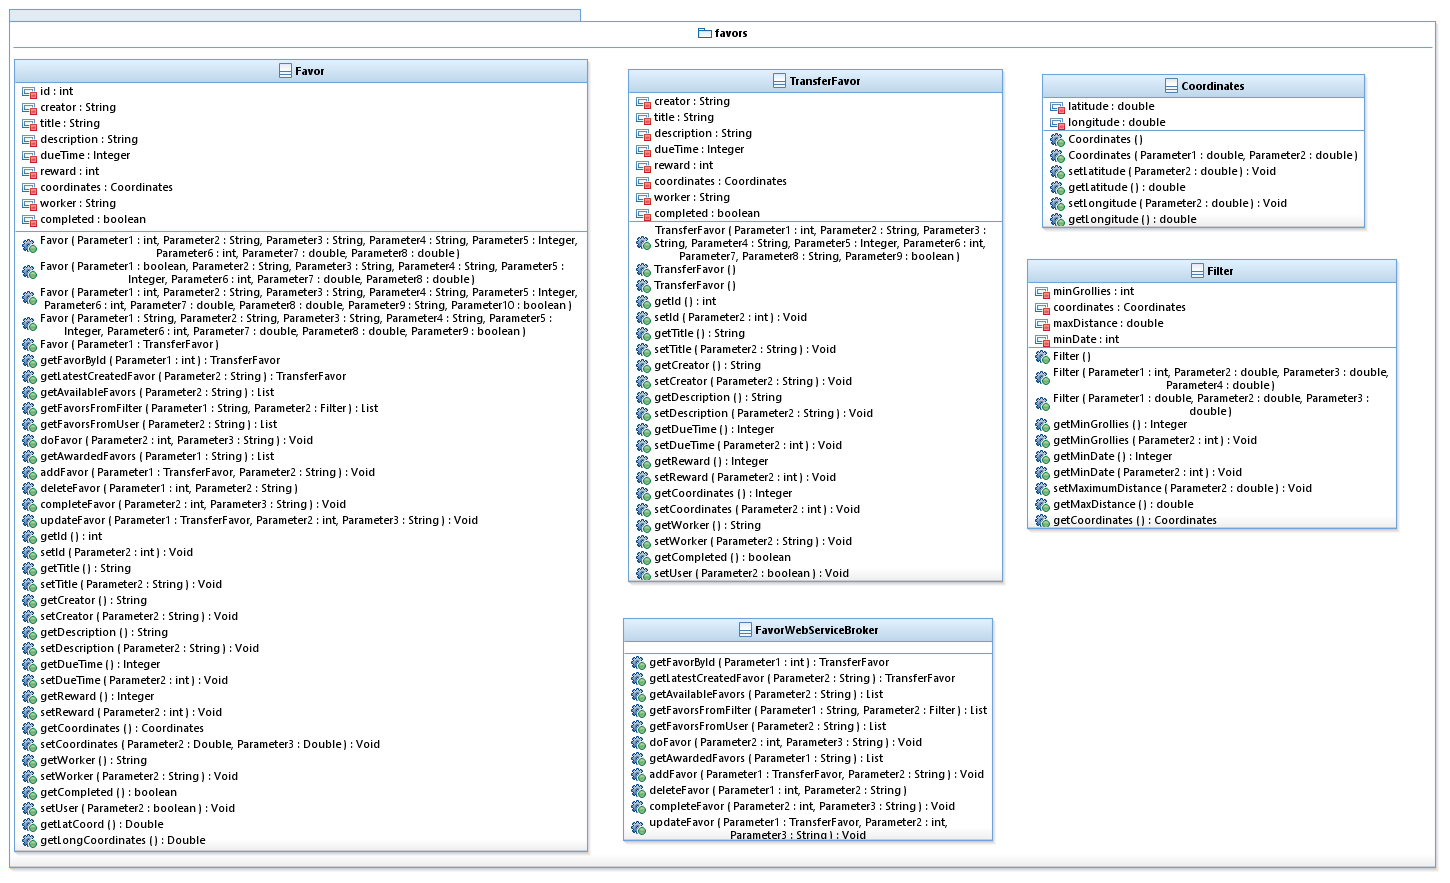 favors
Favor
id : int
creator : String
title : String
description : String
dueTime : Integer
reward : int
coordinates : Coordinates
worker : String
completed : boolean
Favor ( Parameter1 : int, Parameter2 : String, Parameter3 : String, Parameter4 : String, Parameter5 : Integer,
Parameter6 : int, Parameter7 : double, Parameter8 : double )
Favor ( Parameter1 : boolean, Parameter2 : String, Parameter3 : String, Parameter4 : String, Parameter5 :
Integer, Parameter6 : int, Parameter7 : double, Parameter8 : double )
Favor ( Parameter1 : int, Parameter2 : String, Parameter3 : String, Parameter4 : String, Parameter5 : Integer,
Parameter6 : int, Parameter7 : double, Parameter8 : double, Parameter9 : String, Parameter10 : boolean )
Favor ( Parameter1 : String, Parameter2 : String, Parameter3 : String, Parameter4 : String, Parameter5 :
Integer, Parameter6 : int, Parameter7 : double, Parameter8 : double, Parameter9 : boolean )
Favor ( Parameter1 : TransferFavor )
getFavorById ( Parameter1 : int ) : TransferFavor
getLatestCreatedFavor ( Parameter2 : String ) : TransferFavor
getAvailableFavors ( Parameter2 : String ) : List
getFavorsFromFilter ( Parameter1 : String, Parameter2 : Filter ) : List
getFavorsFromUser ( Parameter2 : String ) : List
doFavor ( Parameter2 : int, Parameter3 : String ) : Void
getAwardedFavors ( Parameter1 : String ) : List
addFavor ( Parameter1 : TransferFavor, Parameter2 : String ) : Void
deleteFavor ( Parameter1 : int, Parameter2 : String )
completeFavor ( Parameter2 : int, Parameter3 : String ) : Void
updateFavor ( Parameter1 : TransferFavor, Parameter2 : int, Parameter3 : String ) : Void
getId ( ) : int
setId ( Parameter2 : int ) : Void
getTitle ( ) : String
setTitle ( Parameter2 : String ) : Void
getCreator ( ) : String
setCreator ( Parameter2 : String ) : Void
getDescription ( ) : String
setDescription ( Parameter2 : String ) : Void
getDueTime ( ) : Integer
setDueTime ( Parameter2 : int ) : Void
getReward ( ) : Integer
setReward ( Parameter2 : int ) : Void
getCoordinates ( ) : Coordinates
setCoordinates ( Parameter2 : Double, Parameter3 : Double ) : Void
getWorker ( ) : String
setWorker ( Parameter2 : String ) : Void
getCompleted ( ) : boolean
setUser ( Parameter2 : boolean ) : Void
getLatCoord ( ) : Double
getLongCoordinates ( ) : Double
TransferFavor
creator : String
title : String
description : String
dueTime : Integer
reward : int
coordinates : Coordinates
worker : String
completed : boolean
TransferFavor ( Parameter1 : int, Parameter2 : String, Parameter3 :
String, Parameter4 : String, Parameter5 : Integer, Parameter6 : int,
Parameter7, Parameter8 : String, Parameter9 : boolean )
TransferFavor ( )
TransferFavor ( )
getId ( ) : int
setId ( Parameter2 : int ) : Void
getTitle ( ) : String
setTitle ( Parameter2 : String ) : Void
getCreator ( ) : String
setCreator ( Parameter2 : String ) : Void
getDescription ( ) : String
setDescription ( Parameter2 : String ) : Void
getDueTime ( ) : Integer
setDueTime ( Parameter2 : int ) : Void
getReward ( ) : Integer
setReward ( Parameter2 : int ) : Void
getCoordinates ( ) : Integer
setCoordinates ( Parameter2 : int ) : Void
getWorker ( ) : String
setWorker ( Parameter2 : String ) : Void
getCompleted ( ) : boolean
setUser ( Parameter2 : boolean ) : Void
FavorWebServiceBroker
getFavorById ( Parameter1 : int ) : TransferFavor
getLatestCreatedFavor ( Parameter2 : String ) : TransferFavor
getAvailableFavors ( Parameter2 : String ) : List
getFavorsFromFilter ( Parameter1 : String, Parameter2 : Filter ) : List
getFavorsFromUser ( Parameter2 : String ) : List
doFavor ( Parameter2 : int, Parameter3 : String ) : Void
getAwardedFavors ( Parameter1 : String ) : List
addFavor ( Parameter1 : TransferFavor, Parameter2 : String ) : Void
deleteFavor ( Parameter1 : int, Parameter2 : String )
completeFavor ( Parameter2 : int, Parameter3 : String ) : Void
updateFavor ( Parameter1 : TransferFavor, Parameter2 : int,
Parameter3 : String ) : Void
Coordinates
latitude : double
longitude : double
Coordinates ( )
Coordinates ( Parameter1 : double, Parameter2 : double )
setLatitude ( Parameter2 : double ) : Void
getLatitude ( ) : double
setLongitude ( Parameter2 : double ) : Void
getLongitude ( ) : double
Filter
minGrollies : int
coordinates : Coordinates
maxDistance : double
minDate : int
Filter ( )
Filter ( Parameter1 : int, Parameter2 : double, Parameter3 : double,
Parameter4 : double )
Filter ( Parameter1 : double, Parameter2 : double, Parameter3 :
double )
getMinGrollies ( ) : Integer
getMinGrollies ( Parameter2 : int ) : Void
getMinDate ( ) : Integer
getMinDate ( Parameter2 : int ) : Void
setMaximumDistance ( Parameter2 : double ) : Void
getMaxDistance ( ) : double
getCoordinates ( ) : Coordinates